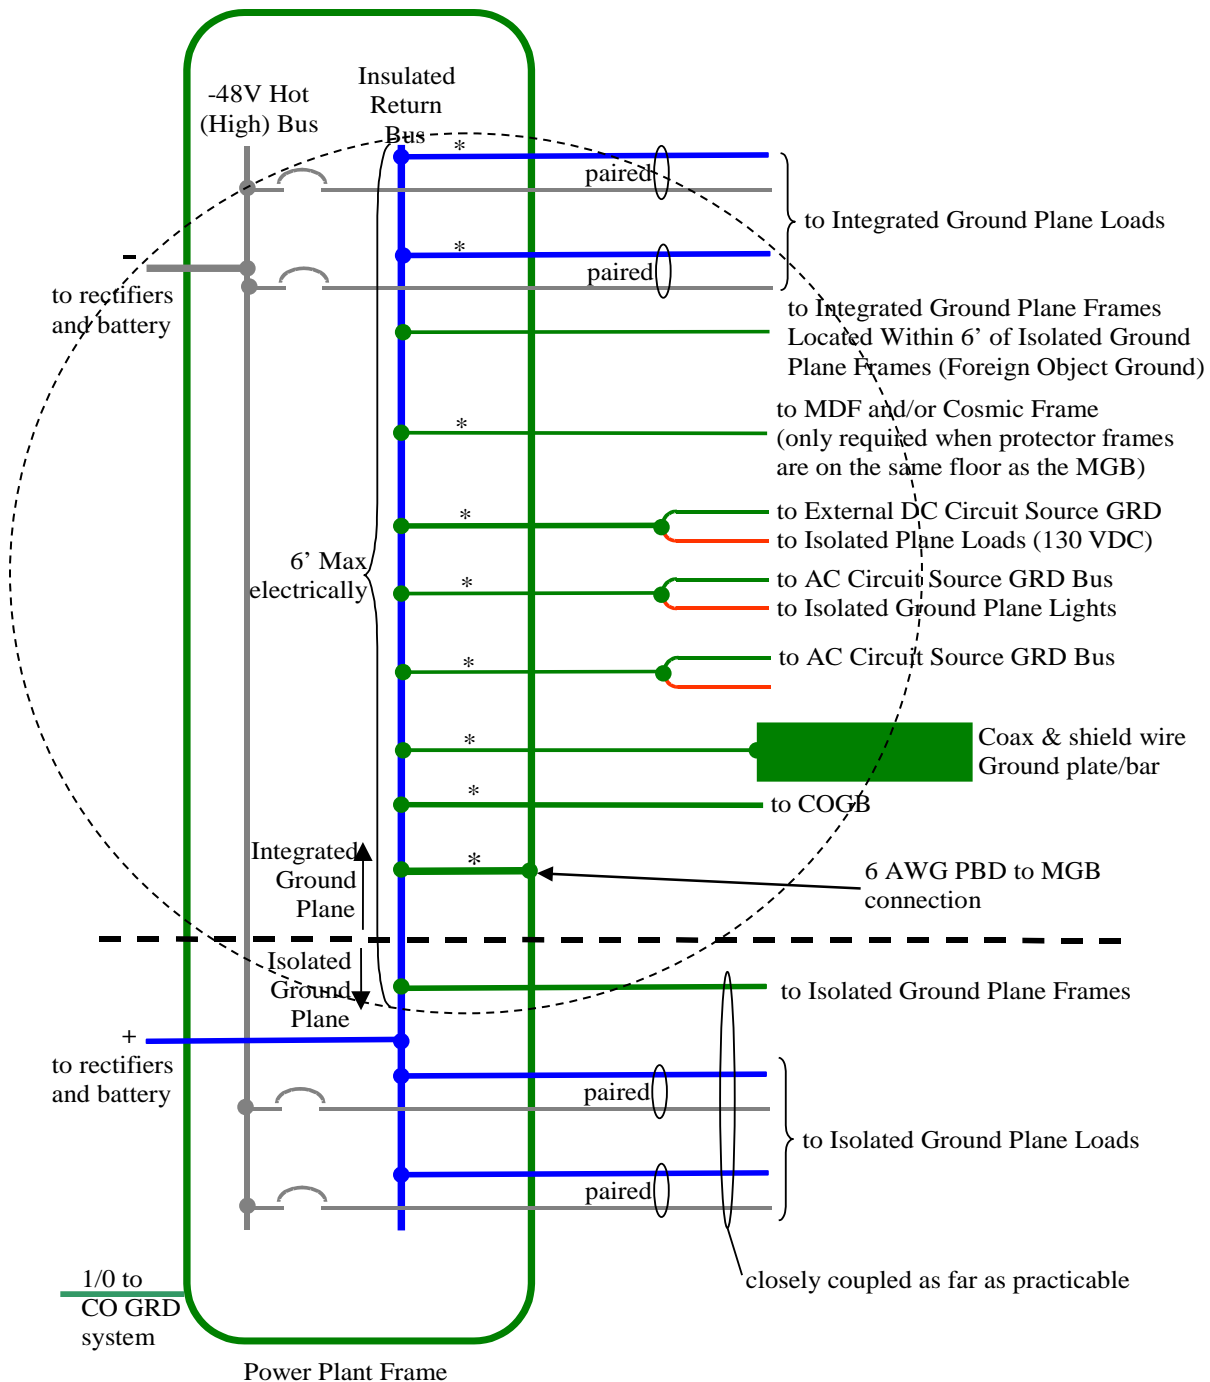 Insulated
Return
Bus
-48V Hot
(High) Bus
*
paired
to Integrated Ground Plane Loads
*
paired
-
to rectifiers
and battery
to Integrated Ground Plane Frames
Located Within 6’ of Isolated Ground
Plane Frames (Foreign Object Ground)
*
to MDF and/or Cosmic Frame
(only required when protector frames
are on the same floor as the MGB)
*
to External DC Circuit Source GRD
to Isolated Plane Loads (130 VDC)
6’ Max
electrically
*
to AC Circuit Source GRD Bus
to Isolated Ground Plane Lights
*
to AC Circuit Source GRD Bus
*
Coax & shield wire
Ground plate/bar
*
to COGB
Integrated
Ground
Plane
*
6 AWG PBD to MGB
connection
Isolated
Ground
Plane
to Isolated Ground Plane Frames
+
to rectifiers
and battery
paired
to Isolated Ground Plane Loads
paired
closely coupled as far as practicable
1/0 to
CO GRD
system
Power Plant Frame